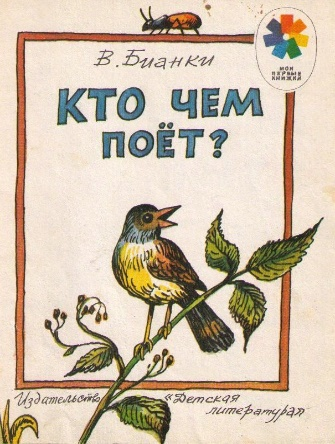 В. Бианки
МОИ
ПЕРВЫЕ
КНИЖКИ
КТО ЧЕМ
ПОЁТ?
Издательство «Детская
литература»